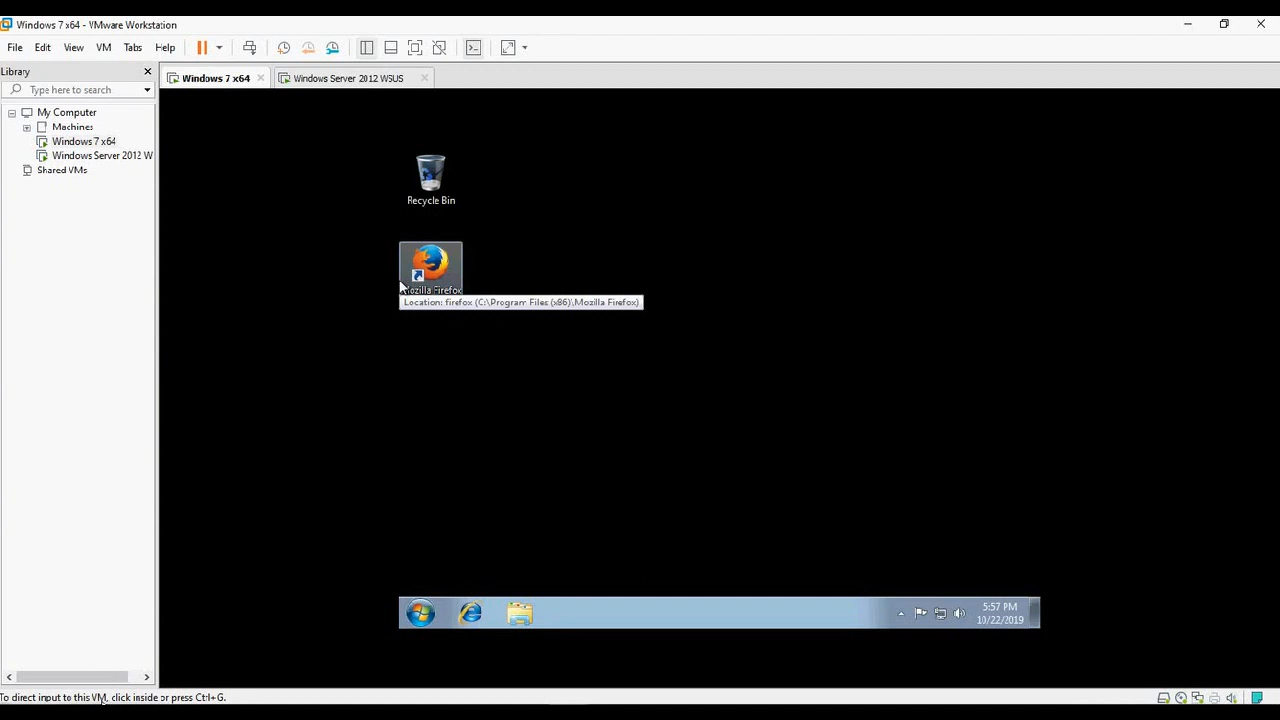 Windows 7 x64 - VMware Workstation
File Edit View VM Tabs Help
Library
Type here to search
Windows 7 x64
Windows Server 2012 WSUS
My Computer
Machines
Windows 7 x64
Windows Server 2012 W
Shared VMs
Recycle Bin
Mozilla Firefox
Location: firefox (C:\Program Files (x86)\Mozilla Firefox)
5:57 PM
10/22/2019
To direct input to this VM, click inside or press Ctrl+G.